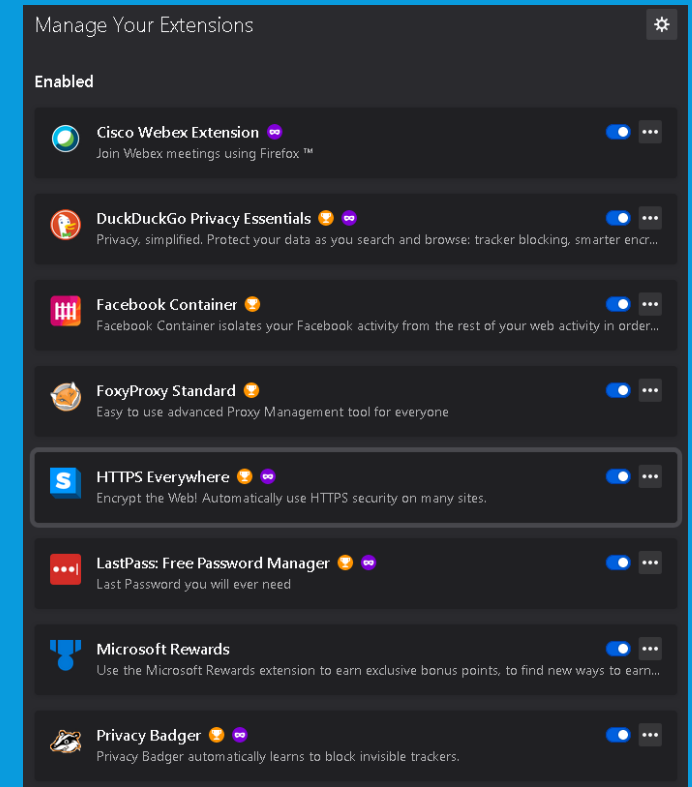 Manage Your Extensions
Enabled
Cisco Webex Extension
Join Webex meetings using Firefox ™
DuckDuckGo Privacy Essentials
Privacy, simplified. Protect your data as you search and browse: tracker blocking, smarter encr...
Facebook Container
Facebook Container isolates your Facebook activity from the rest of your web activity in order...
FoxyProxy Standard
Easy to use advanced Proxy Management tool for everyone
S
HTTPS Everywhere
Encrypt the Web! Automatically use HTTPS security on many sites.
LastPass: Free Password Manager
Last Password you will ever need
Microsoft Rewards
Use the Microsoft Rewards extension to earn exclusive bonus points, to find new ways to earn...
Privacy Badger
Privacy Badger automatically learns to block invisible trackers.